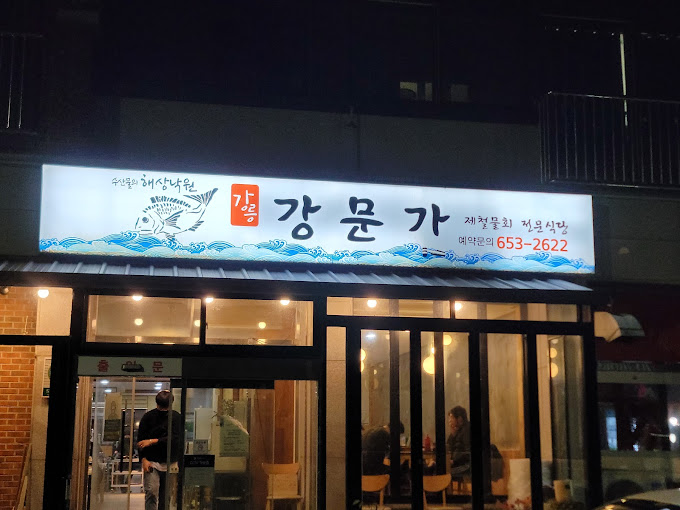 수산물의 해상낙원
강릉
강문가
제철물회 전문식당
예약문의 653-2622
출입문